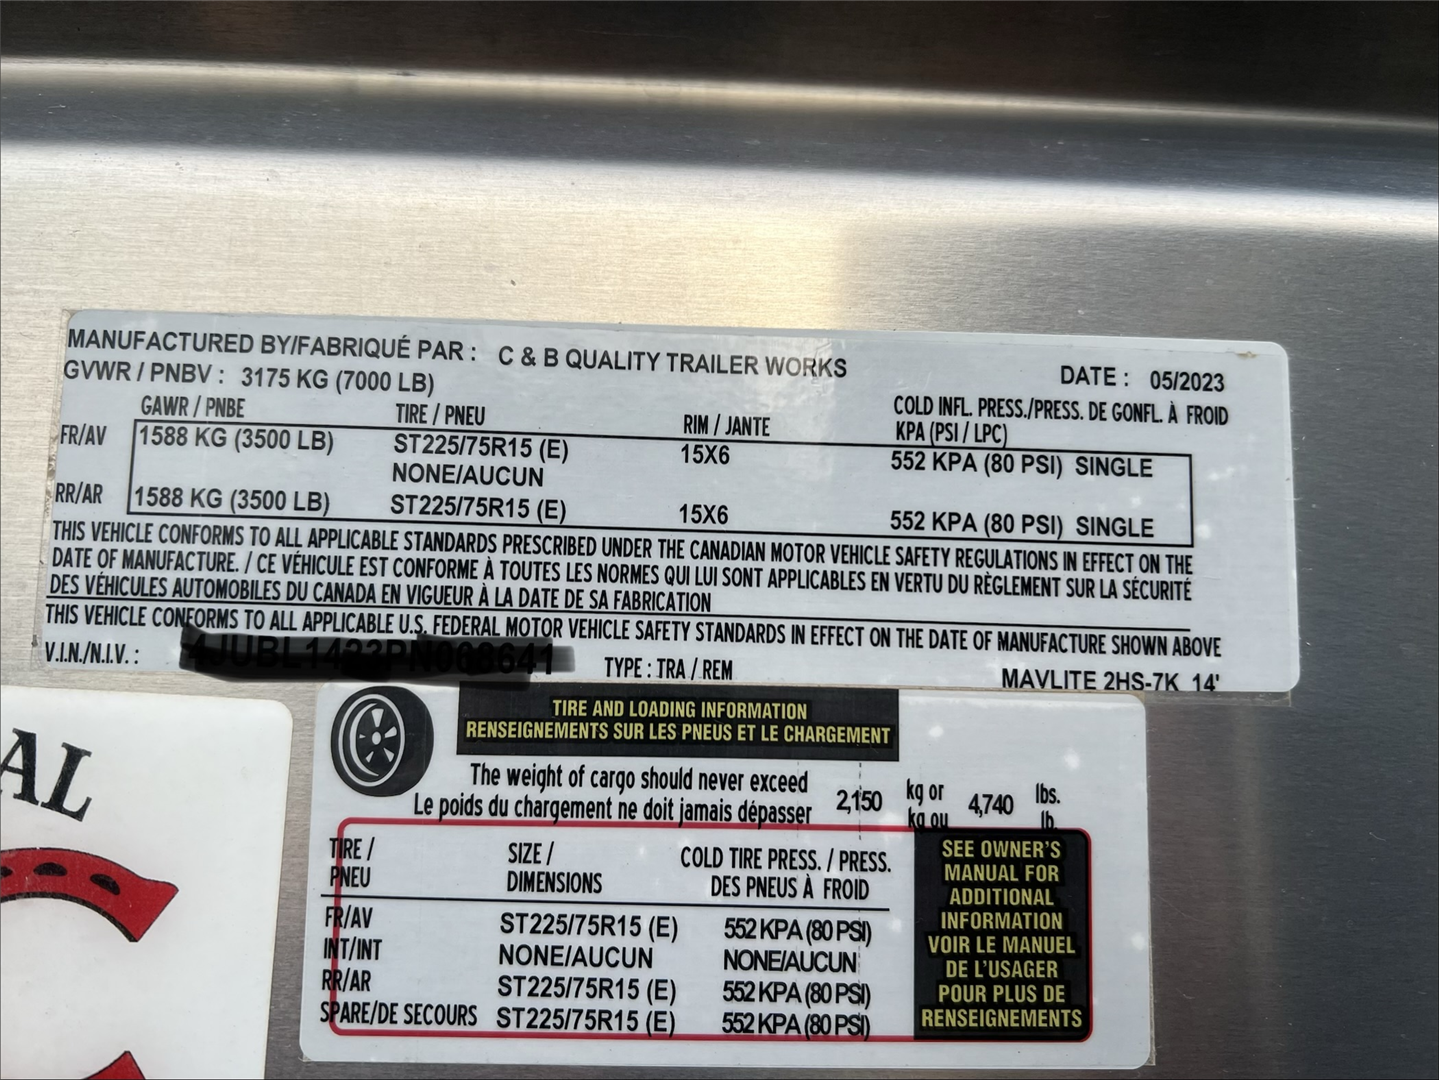 MANUFACTURED BY/FABRIQUÉ PAR : C & B QUALITY TRAILER WORKS DATE : 05/2023
GVWR / PNBV : 3175 KG (7000 LB)
GAWR / PNBE TIRE / PNEU RIM / JANTE COLD INFL. PRESS./PRESS. DE GONFL. À FROID
KPA (PSI / LPC)
FR/AV 1588 KG (3500 LB) ST225/75R15 (E) 15X6 552 KPA (80 PSI) SINGLE
NONE/AUCUN
RR/AR 1588 KG (3500 LB) ST225/75R15 (E) 15X6 552 KPA (80 PSI) SINGLE
THIS VEHICLE CONFORMS TO ALL APPLICABLE STANDARDS PRESCRIBED UNDER THE CANADIAN MOTOR VEHICLE SAFETY REGULATIONS IN EFFECT ON THE
DATE OF MANUFACTURE. / CE VÉHICULE EST CONFORME À TOUTES LES NORMES QUI LUI SONT APPLICABLES EN VERTU DU RÈGLEMENT SUR LA SÉCURITÉ
DES VÉHICULES AUTOMOBILES DU CANADA EN VIGUEUR À LA DATE DE SA FABRICATION
THIS VEHICLE CONFORMS TO ALL APPLICABLE U.S. FEDERAL MOTOR VEHICLE SAFETY STANDARDS IN EFFECT ON THE DATE OF MANUFACTURE SHOWN ABOVE
V.I.N./N.I.V. : TYPE : TRA / REM MAVLITE 2HS-7K 14'
AL
TIRE AND LOADING INFORMATION
RENSEIGNEMENTS SUR LES PNEUS ET LE CHARGEMENT
The weight of cargo should never exceed 2,150 kg or 4,740 lbs.
Le poids du chargement ne doit jamais dépasser kg ou lb.
TIRE / SIZE / COLD TIRE PRESS. / PRESS.
PNEU DIMENSIONS DES PNEUS À FROID
FR/AV ST225/75R15 (E) 552 KPA (80 PSI)
INT/INT NONE/AUCUN NONE/AUCUN
RR/AR ST225/75R15 (E) 552 KPA (80 PSI)
SPARE/DE SECOURS ST225/75R15 (E) 552 KPA (80 PSI)
SEE OWNER'S
MANUAL FOR
ADDITIONAL
INFORMATION
VOIR LE MANUEL
DE L'USAGER
POUR PLUS DE
RENSEIGNEMENTS